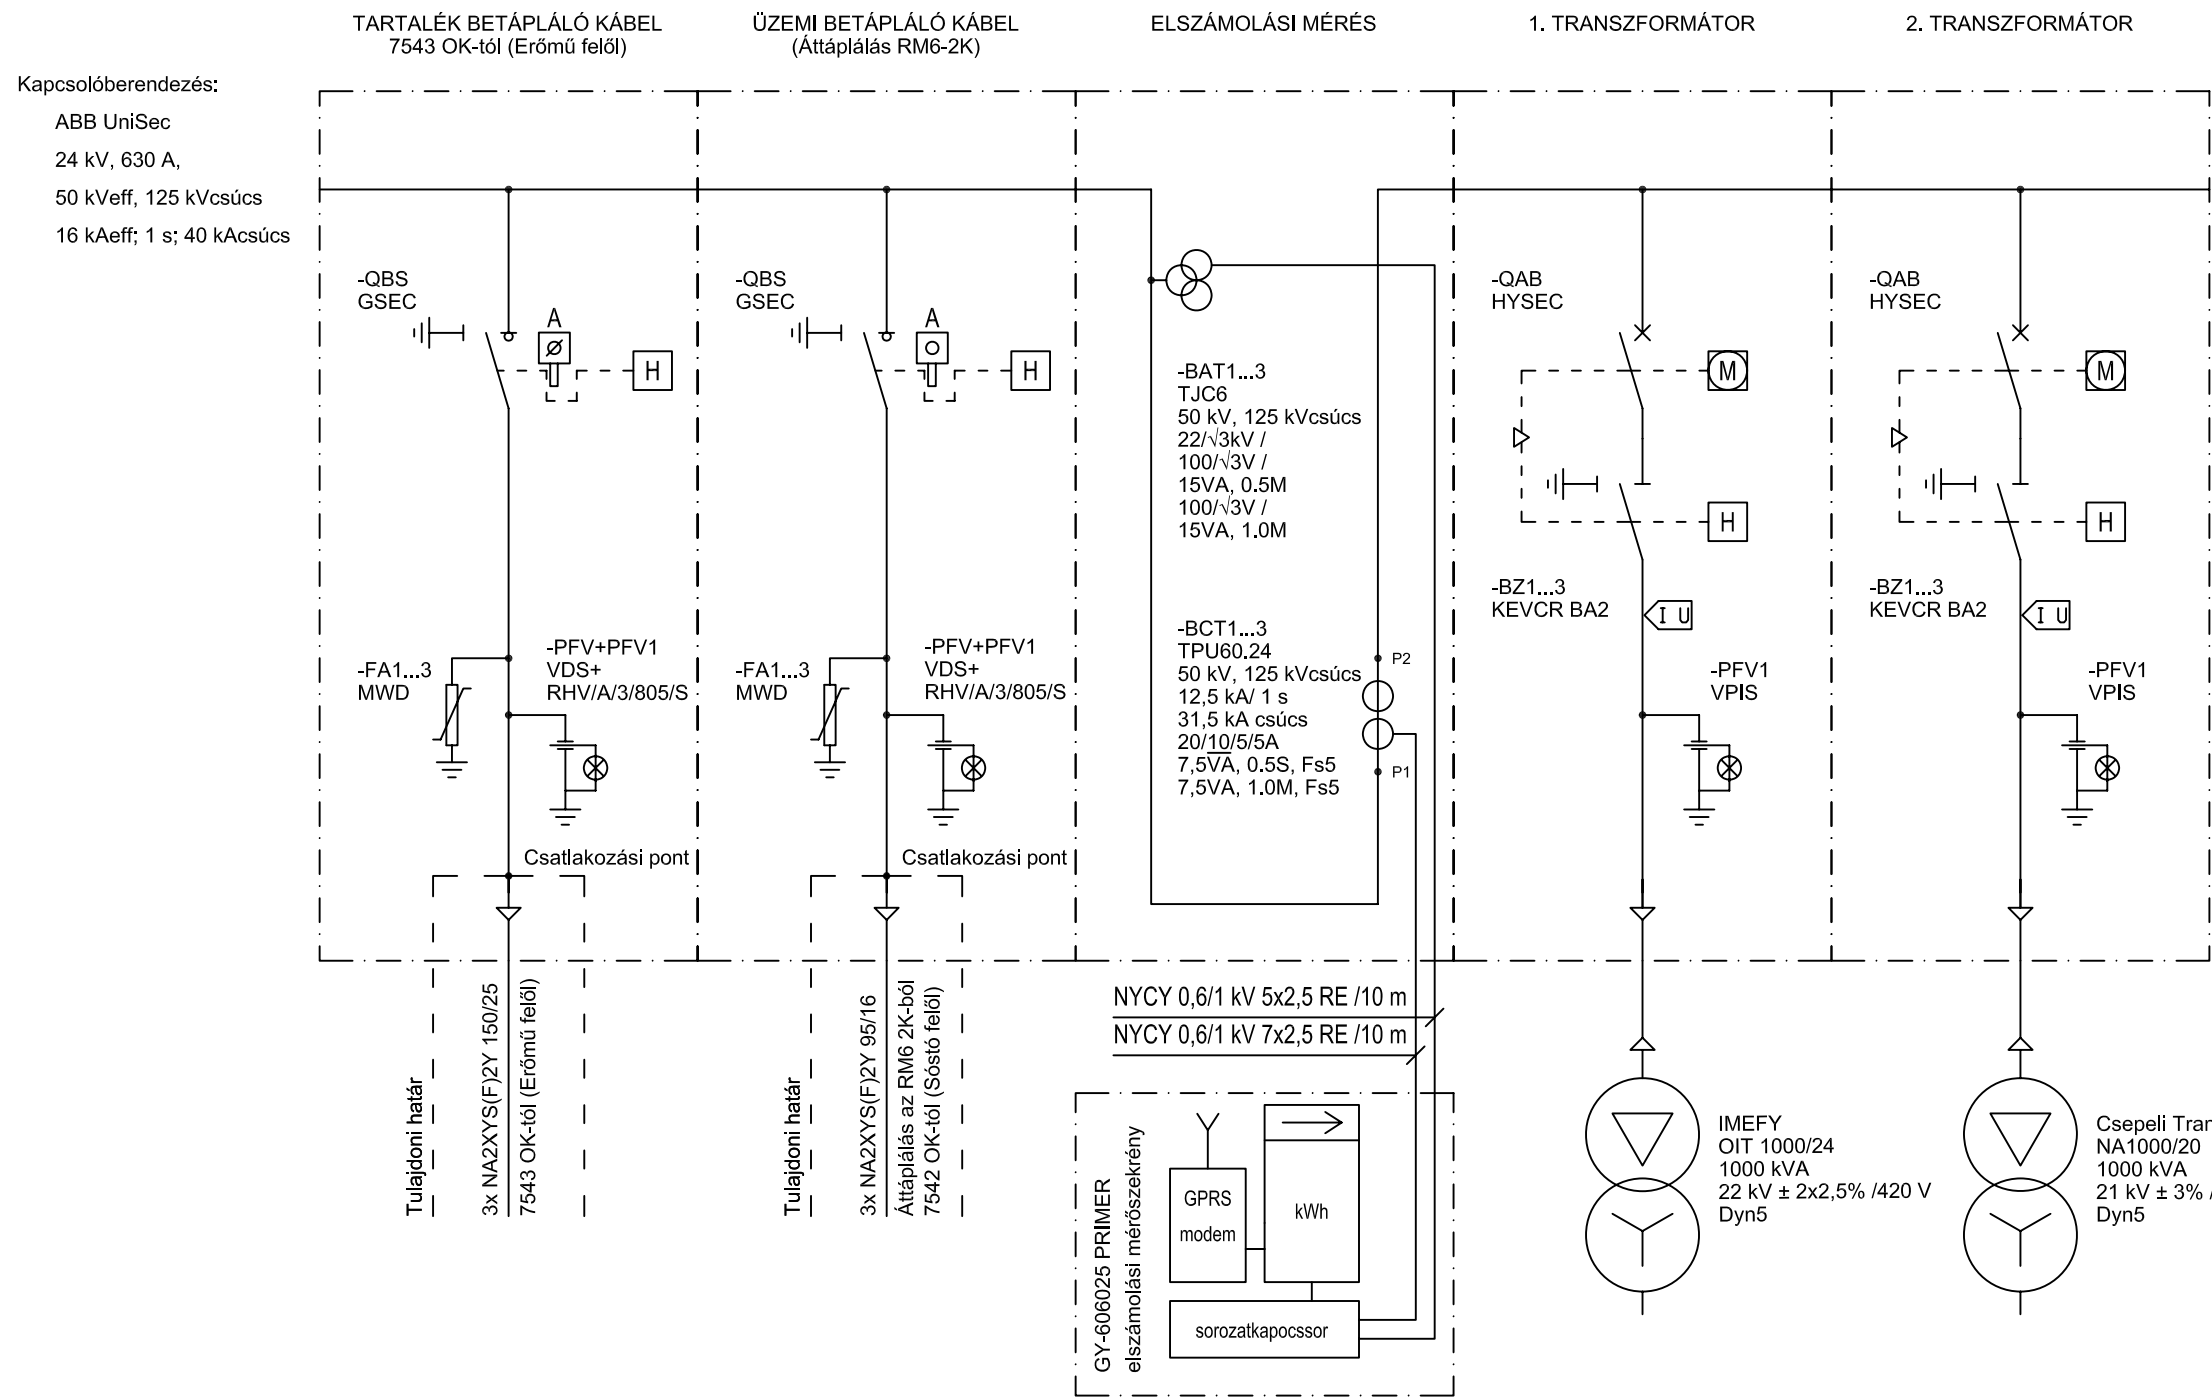 TARTALÉK BETÁPLÁLÓ KÁBEL
7543 OK-tól (Erőmű felől)
ÜZEMI BETÁPLÁLÓ KÁBEL
(Áttáplálás RM6-2K)
ELSZÁMOLÁSI MÉRÉS
1. TRANSZFORMÁTOR
2. TRANSZFORMÁTOR
Kapcsolóberendezés:
ABB UniSec
24 kV, 630 A,
50 kVeff, 125 kVcsúcs
16 kAeff; 1 s; 40 kAcsúcs
-QBS
GSEC
A
H
-FA1...3
MWD
-PFV+PFV1
VDS+
RHV/A/3/805/S
Csatlakozási pont
Tulajdoni határ
3x NA2XYS(F)2Y 150/25
7543 OK-tól (Erőmű felől)
-QBS
GSEC
A
H
-FA1...3
MWD
-PFV+PFV1
VDS+
RHV/A/3/805/S
Csatlakozási pont
Tulajdoni határ
3x NA2XYS(F)2Y 95/16
Áttáplálás az RM6 2K-ból
7542 OK-tól (Sóstó felől)
-BAT1...3
TJC6
50 kV, 125 kVcsúcs
22/√3kV /
100/√3V /
15VA, 0.5M
100/√3V /
15VA, 1.0M
-BCT1...3
TPU60.24
50 kV, 125 kVcsúcs
12,5 kA/ 1 s
31,5 kA csúcs
20/10/5/5A
7,5VA, 0.5S, Fs5
7,5VA, 1.0M, Fs5
P2
P1
NYCY 0,6/1 kV 5x2,5 RE /10 m
NYCY 0,6/1 kV 7x2,5 RE /10 m
GY-606025 PRIMER
elszámolási mérőszekrény
GPRS
modem
kWh
sorozatkapocssor
-QAB
HYSEC
M
H
-BZ1...3
KEVCR BA2
I U
-PFV1
VPIS
IMEFY
OIT 1000/24
1000 kVA
22 kV ± 2x2,5% /420 V
Dyn5
-QAB
HYSEC
M
H
-BZ1...3
KEVCR BA2
I U
-PFV1
VPIS
Csepeli Tran
NA1000/20
1000 kVA
21 kV ± 3% /
Dyn5